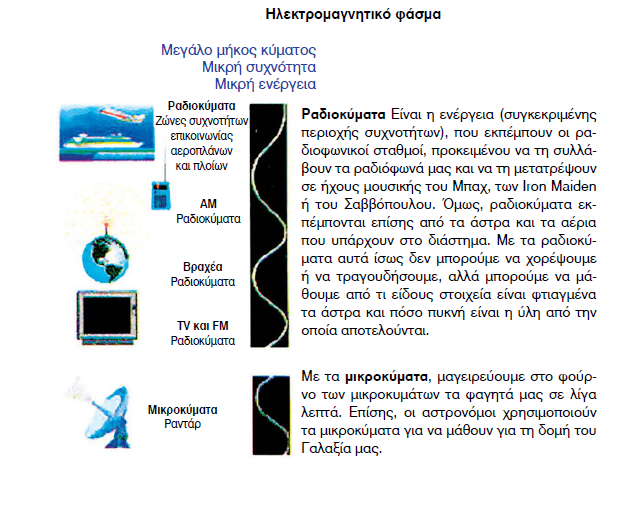 Ηλεκτρομαγνητικό φάσμα
Μεγάλο μήκος κύματος
Μικρή συχνότητα
Μικρή ενέργεια
Ραδιοκύματα
Ζώνες συχνοτήτων
επικοινωνίας
αεροπλάνων
και πλοίων
ΑΜ
Ραδιοκύματα
Βραχέα
Ραδιοκύματα
TV και FM
Ραδιοκύματα
Ραδιοκύματα Είναι η ενέργεια (συγκεκριμένης
περιοχής συχνοτήτων), που εκπέμπουν οι ρα-
διοφωνικοί σταθμοί, προκειμένου να τη συλλά-
βουν τα ραδιόφωνά μας και να τη μετατρέψουν
σε ήχους μουσικής του Μπαχ, των Iron Maiden
ή του Σαββόπουλου. Όμως, ραδιοκύματα εκ-
πέμπονται επίσης από τα άστρα και τα αέρια
που υπάρχουν στο διάστημα. Με τα ραδιοκύ-
ματα αυτά ίσως δεν μπορούμε να χορέψουμε
ή να τραγουδήσουμε, αλλά μπορούμε να μά-
θουμε από τι είδους στοιχεία είναι φτιαγμένα
τα άστρα και πόσο πυκνή είναι η ύλη από την
οποία αποτελούνται.
Μικροκύματα
Ραντάρ
Με τα μικροκύματα, μαγειρεύουμε στο φούρ-
νο των μικροκυμάτων τα φαγητά μας σε λίγα
λεπτά. Επίσης, οι αστρονόμοι χρησιμοποιούν
τα μικροκύματα για να μάθουν για τη δομή του
Γαλαξία μας.